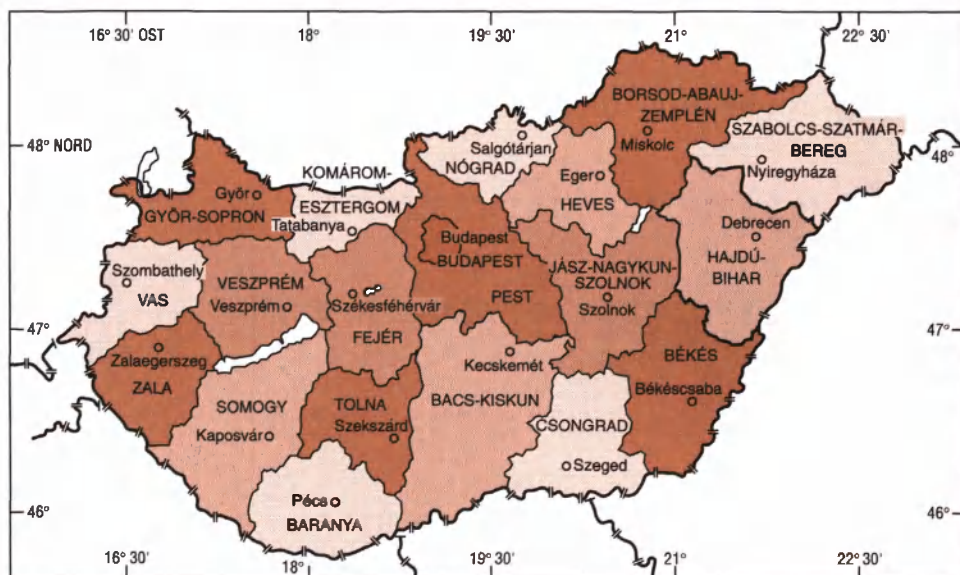 16° 30' OST
18°
19° 30'
21°
22° 30'
BORSOD-ABAUJ-
ZEMPLÉN
Miskolc
SZABOLCS-SZATMÁR-
BEREG
Nyiregyháza
48° NORD
48°
Salgótárjan
NÓGRAD
KOMÁROM-
ESZTERGOM
Tatabanya
Eger
HEVES
Győr
GYŐR-SOPRON
Debrecen
HAJDÚ-
BIHAR
Budapest
BUDAPEST
PEST
JÁSZ-NAGYKUN-
SZOLNOK
Szolnok
Szombathely
VAS
VESZPRÉM
Veszprém
Székesféhérvár
FEJÉR
47°
47°
Zalaegerszeg
ZALA
Kecskemét
BACS-KISKUN
BÉKÉS
Békéscsaba
SOMOGY
Kaposvár
TOLNA
Szekszárd
CSONGRAD
Szeged
Pécs
BARANYA
46°
46°
16° 30'
18°
19° 30'
21°
22° 30'